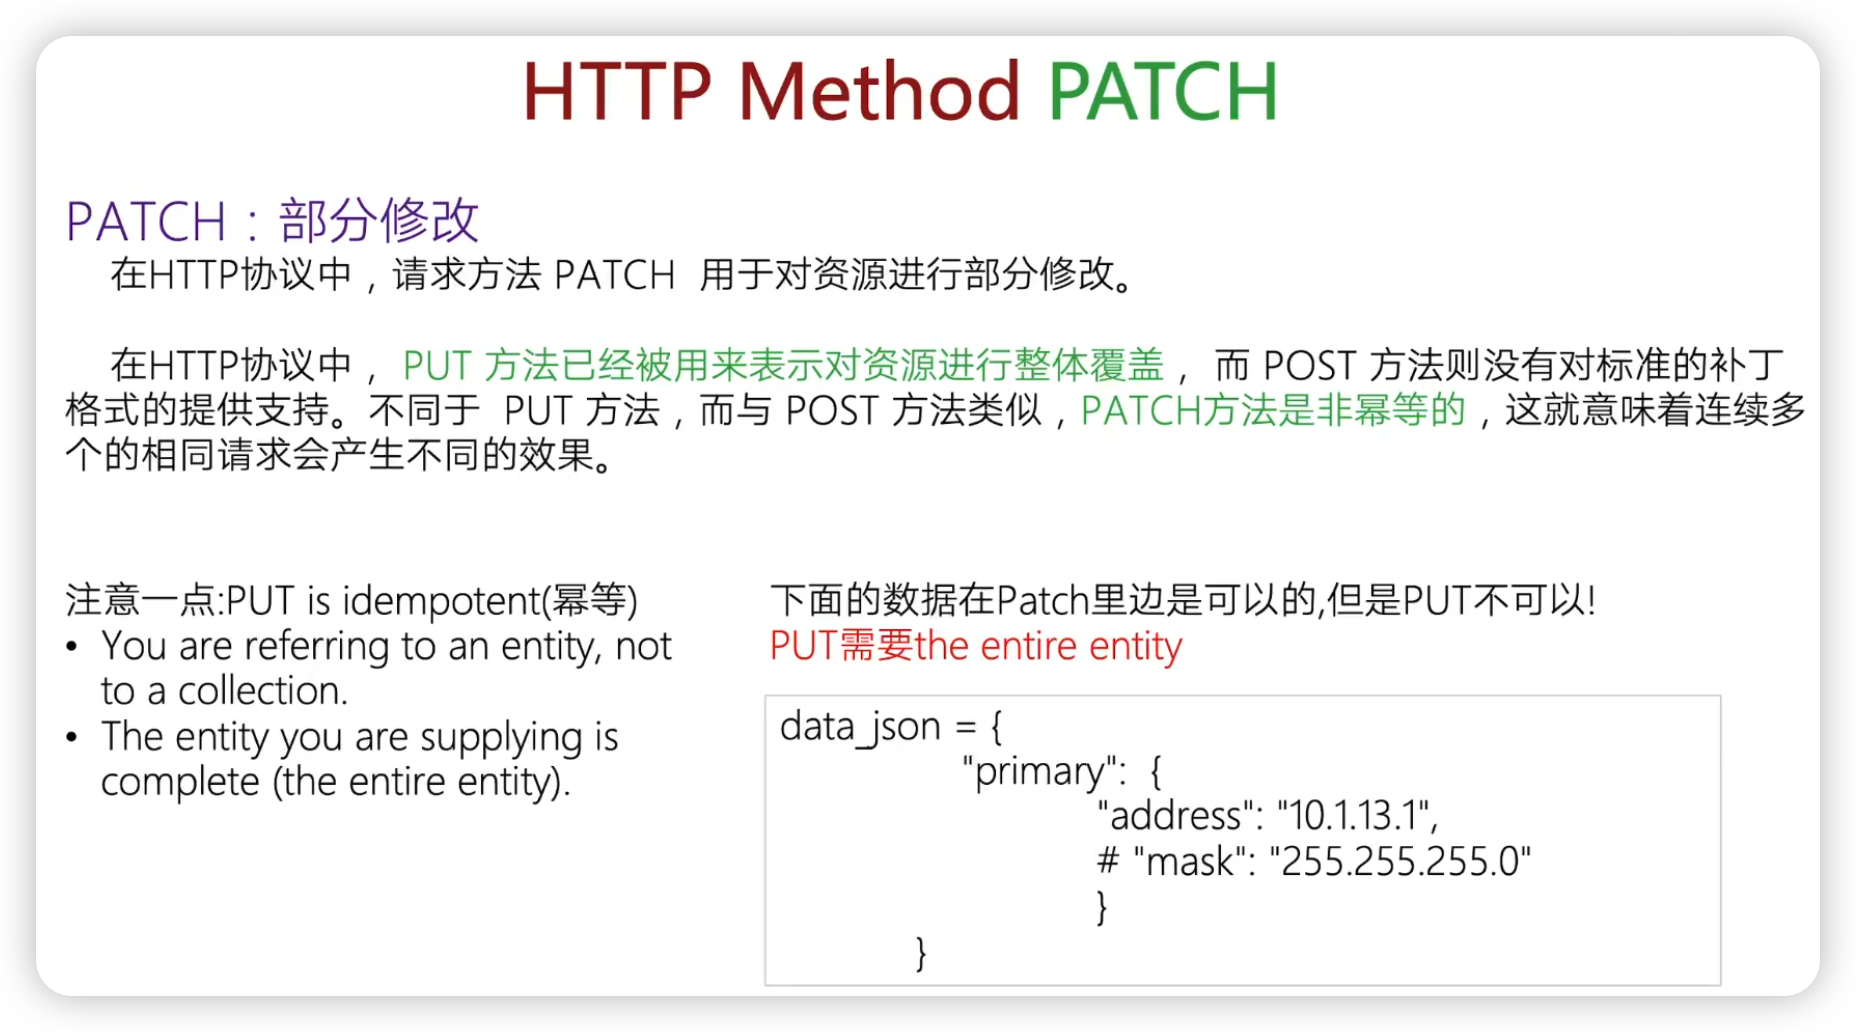 HTTP Method PATCH
PATCH：部分修改
在HTTP协议中，请求方法 PATCH 用于对资源进行部分修改。
在HTTP协议中， PUT 方法已经被用来表示对资源进行整体覆盖， 而 POST 方法则没有对标准的补丁
格式的提供支持。不同于 PUT 方法，而与 POST 方法类似，PATCH方法是非幂等的，这就意味着连续多
个的相同请求会产生不同的效果。
注意一点:PUT is idempotent(幂等)
• You are referring to an entity, not
to a collection.
• The entity you are supplying is
complete (the entire entity).
下面的数据在Patch里边是可以的,但是PUT不可以!
PUT需要the entire entity
data_json = {
"primary": {
"address": "10.1.13.1",
# "mask": "255.255.255.0"
}
}